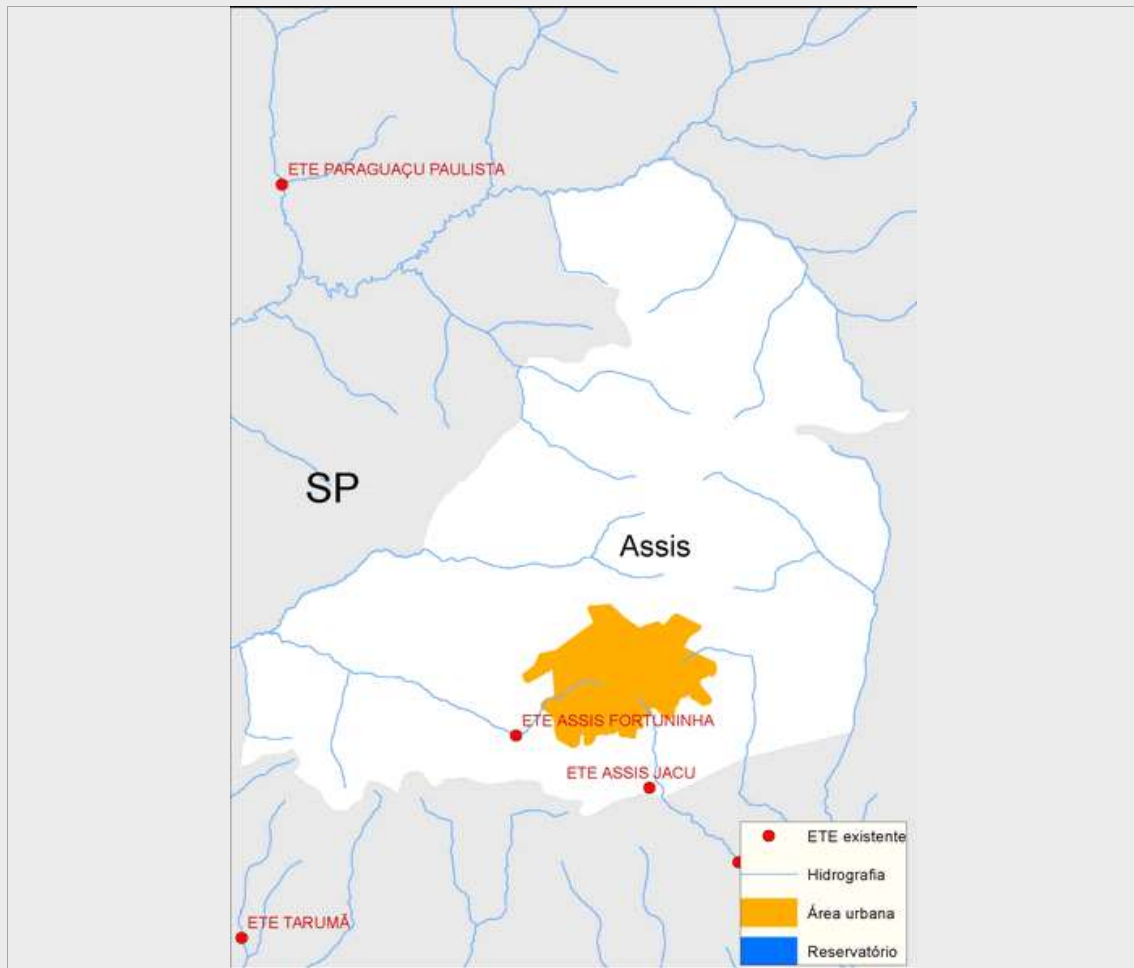 ETE PARAGUAÇU PAULISTA
SP
Assis
ETE ASSIS FORTUNINHA
ETE ASSIS JACU
ETE TARUMÃ
ETE existente
Hidrografia
Área urbana
Reservatório